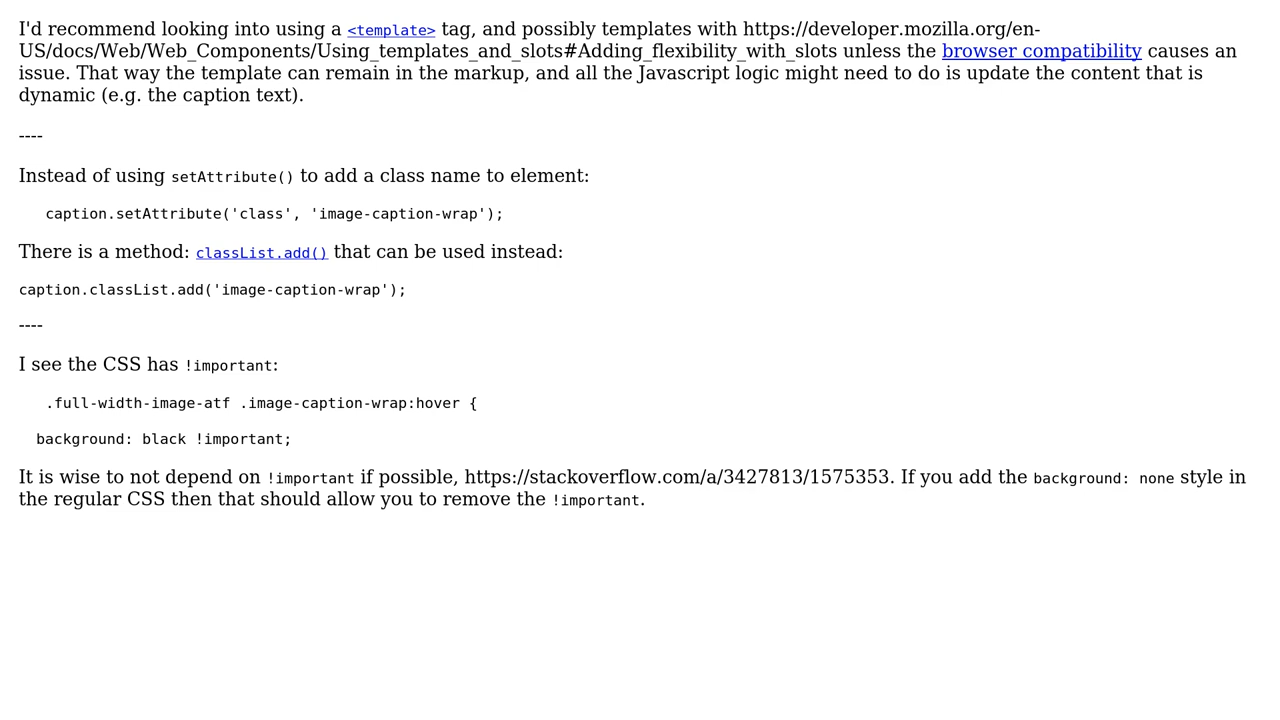 I'd recommend looking into using a <template> tag, and possibly templates with https://developer.mozilla.org/en-
US/docs/Web/Web_Components/Using_templates_and_slots#Adding_flexibility_with_slots unless the browser compatibility causes an
issue. That way the template can remain in the markup, and all the Javascript logic might need to do is update the content that is
dynamic (e.g. the caption text).
----
Instead of using setAttribute() to add a class name to element:
caption.setAttribute('class', 'image-caption-wrap');
There is a method: classList.add() that can be used instead:
caption.classList.add('image-caption-wrap');
----
I see the CSS has !important:
.full-width-image-atf .image-caption-wrap:hover {
background: black !important;
It is wise to not depend on !important if possible, https://stackoverflow.com/a/3427813/1575353. If you add the background: none style in
the regular CSS then that should allow you to remove the !important.